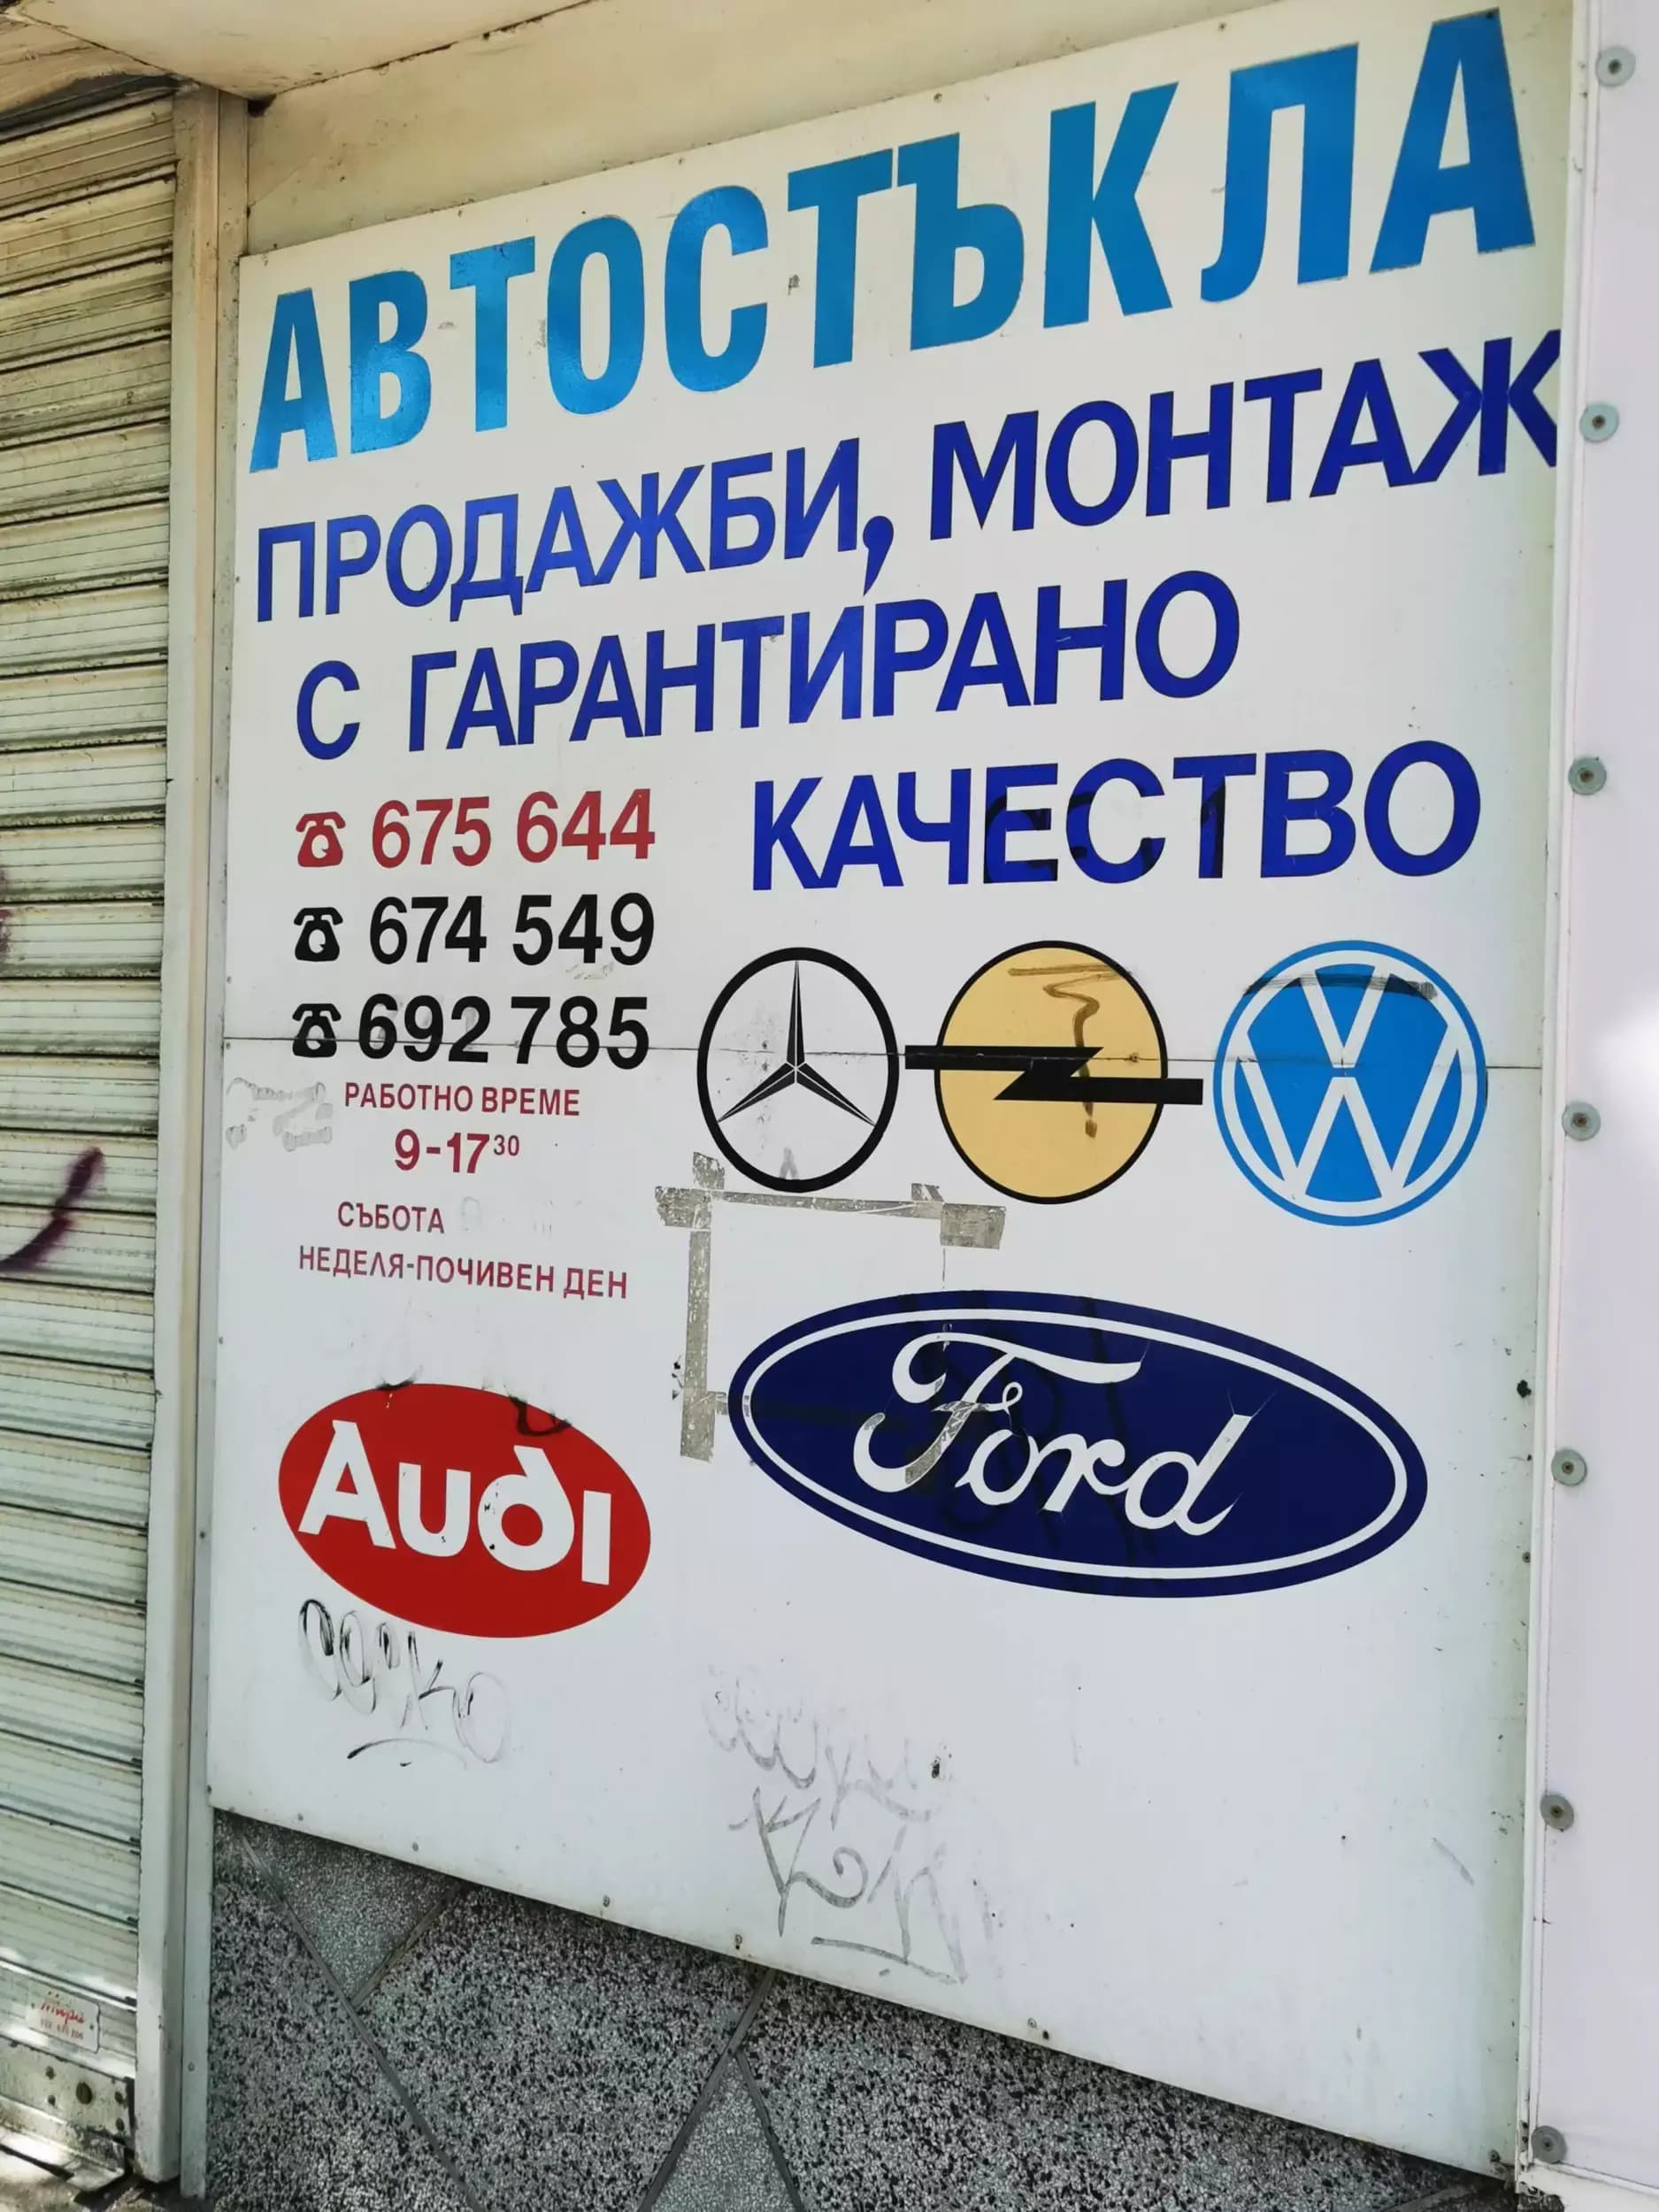 АВТОСТЪКЛА
ПРОДАЖБИ, МОНТАЖ
С ГАРАНТИРАНО
КАЧЕСТВО
☎ 675 644
☎ 674 549
☎ 692 785
РАБОТНО ВРЕМЕ
9-17³⁰
СЪБОТА
НЕДЕЛЯ-ПОЧИВЕН ДЕН
Audi
Ford